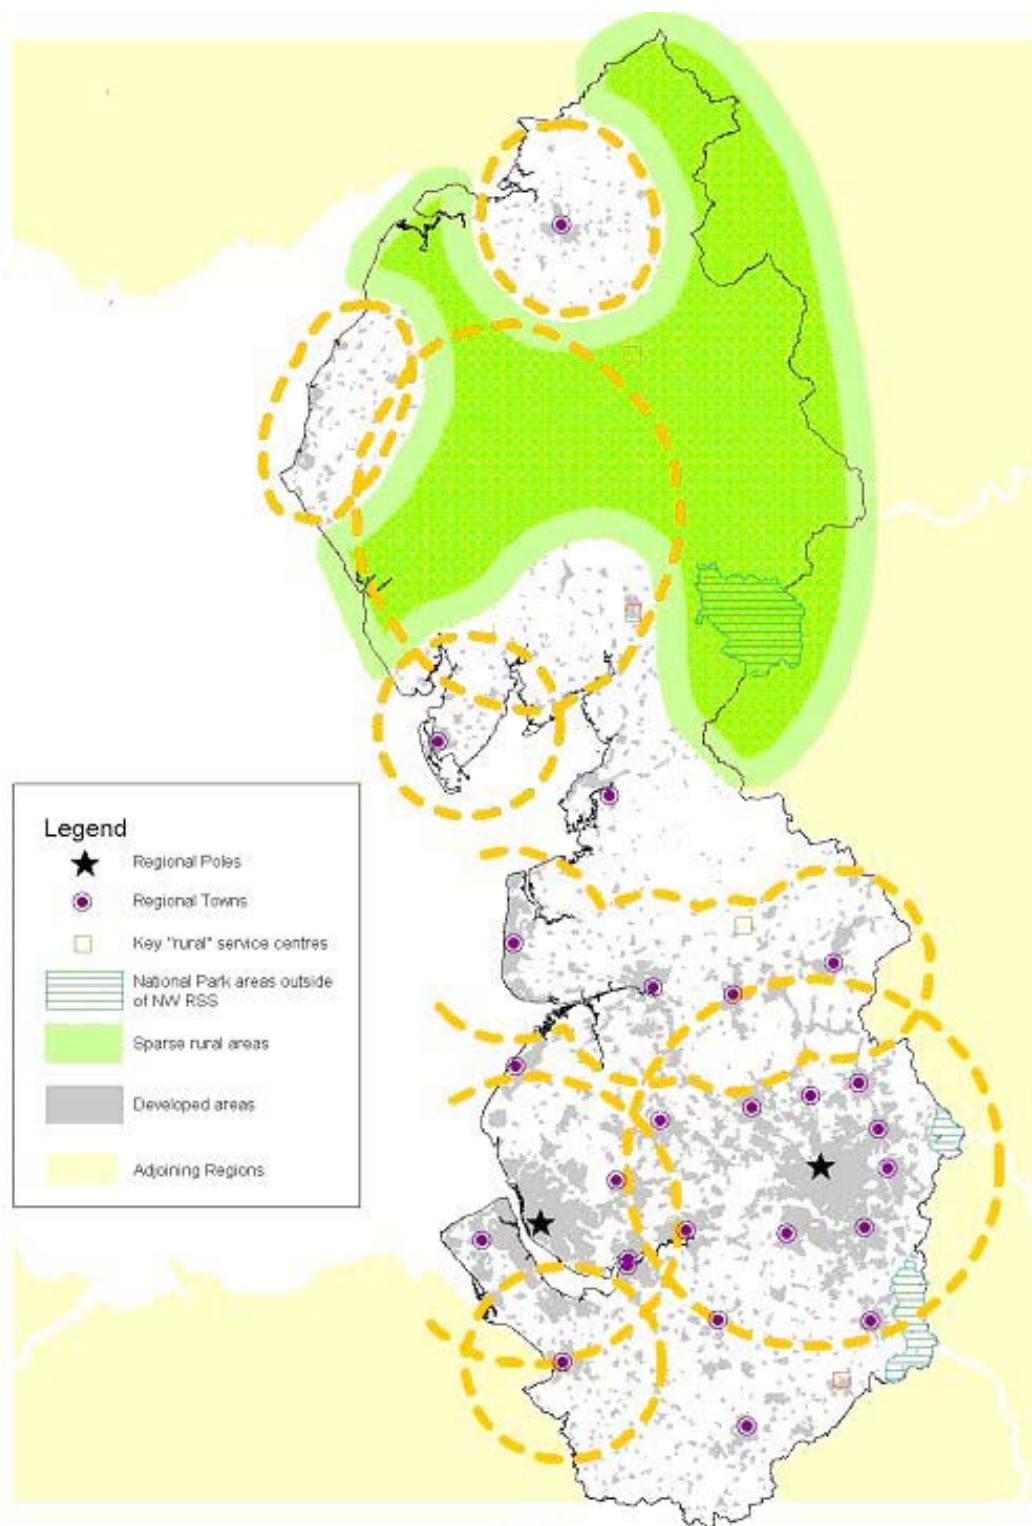 Legend
Regional Poles
Regional Towns
Key "rural" service centres
National Park areas outside
of NW RSS
Sparse rural areas
Developed areas
Adjoining Regions